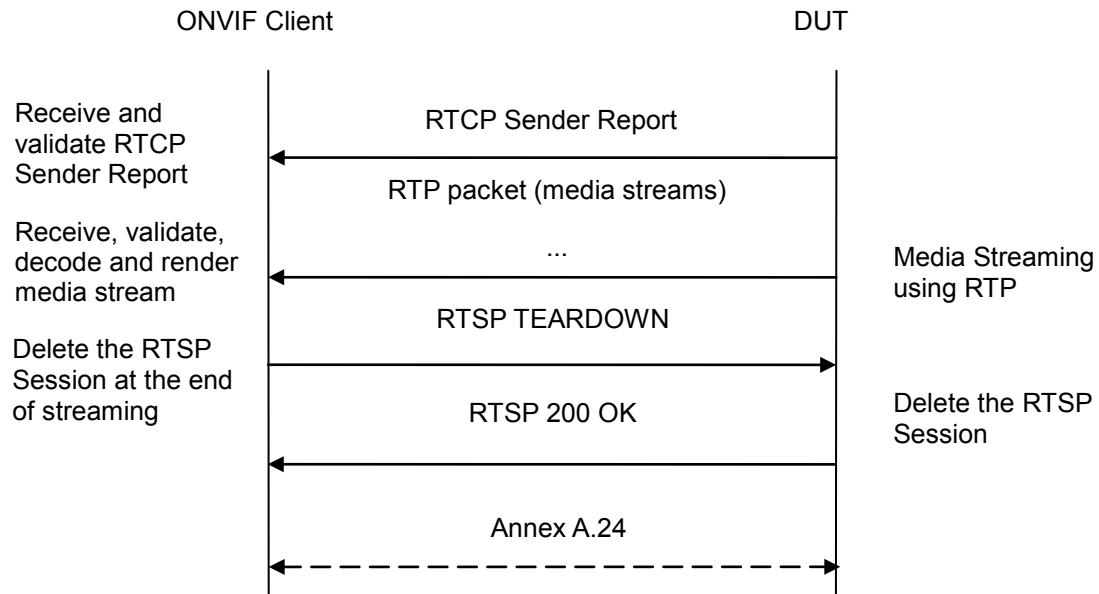 ONVIF Client
DUT
Receive and
validate RTCP
Sender Report
RTCP Sender Report
RTP packet (media streams)
Receive, validate,
decode and render
media stream
...
Media Streaming
using RTP
RTSP TEARDOWN
Delete the RTSP
Session at the end
of streaming
RTSP 200 OK
Delete the RTSP
Session
Annex A.24